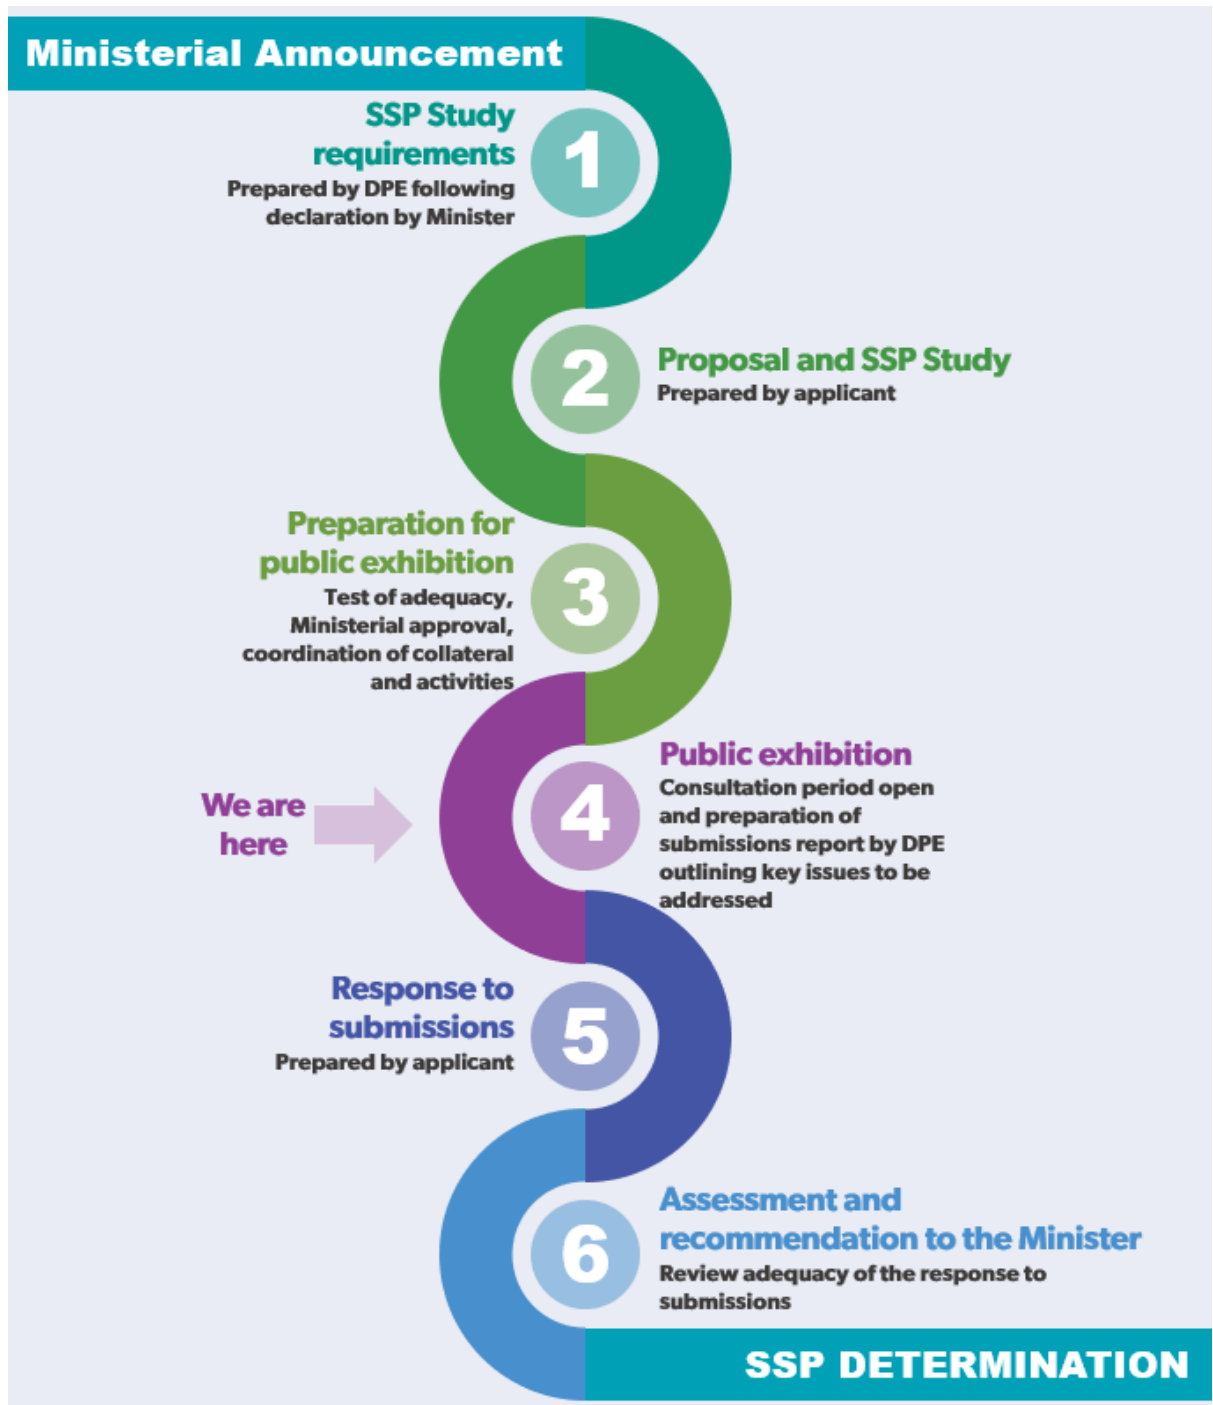 Ministerial Announcement
SSP Study
requirements
Prepared by DPE following
declaration by Minister
1
2
Proposal and SSP Study
Prepared by applicant
Preparation for
public exhibition
Test of adequacy,
Ministerial approval,
coordination of collateral
and activities
3
We are
here
4
Public exhibition
Consultation period open
and preparation of
submissions report by DPE
outlining key issues to be
addressed
Response to
submissions
Prepared by applicant
5
6
Assessment and
recommendation to the Minister
Review adequacy of the response to
submissions
SSP DETERMINATION